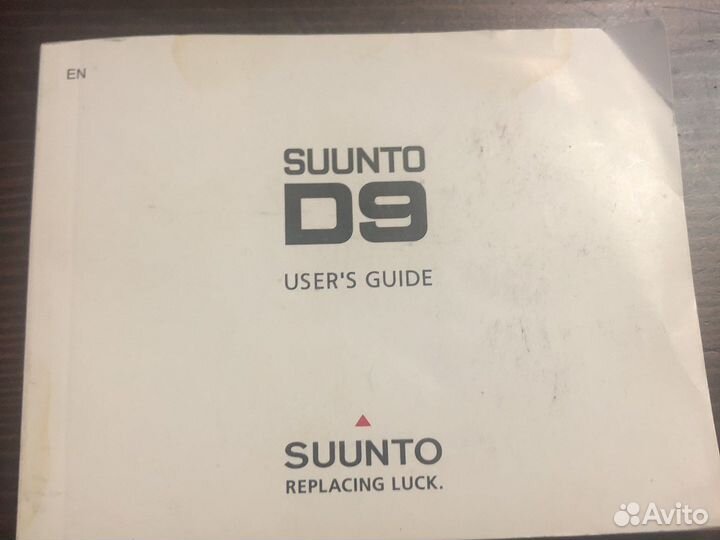 EN
SUUNTO
D9
USER'S GUIDE
SUUNTO
REPLACING LUCK.
Avito